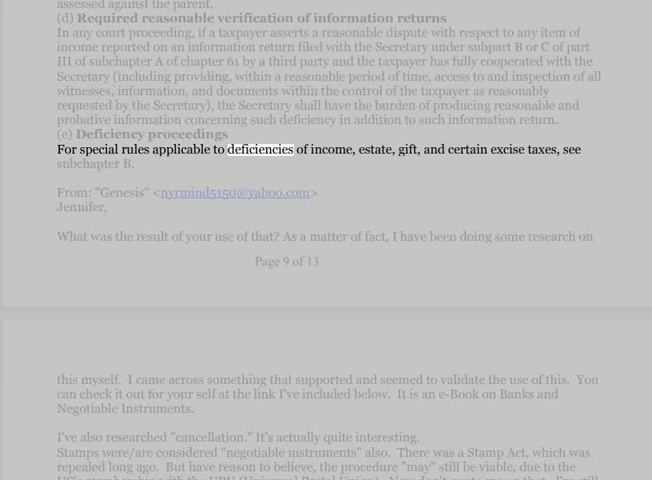 assessed against the parent.
(d) Required reasonable verification of information returns
In any court proceeding, if a taxpayer asserts a reasonable dispute with respect to any item of
income reported on an information return filed with the Secretary under subpart B or C of part
III of subchapter A of chapter 61 by a third party and the taxpayer has fully cooperated with the
Secretary (including providing, within a reasonable period of time, access to and inspection of all
witnesses, information, and documents within the control of the taxpayer as reasonably
requested by the Secretary), the Secretary shall have the burden of producing reasonable and
probative information concerning such deficiency in addition to such information return.
(e) Deficiency proceedings
For special rules applicable to deficiencies of income, estate, gift, and certain excise taxes, see
subchapter B.
From: "Genesis" <nyrmind5150@yahoo.com>
Jennifer,
What was the result of your use of that? As a matter of fact, I have been doing some research on
Page 9 of 13
this myself. I came across something that supported and seemed to validate the use of this. You
can check it out for your self at the link I've included below. It is an e-Book on Banks and
Negotiable Instruments.
I've also researched "cancellation." It's actually quite interesting.
Stamps were/are considered "negotiable instruments" also. There was a Stamp Act, which was
repealed long ago. But have reason to believe, the procedure "may" still be viable, due to the